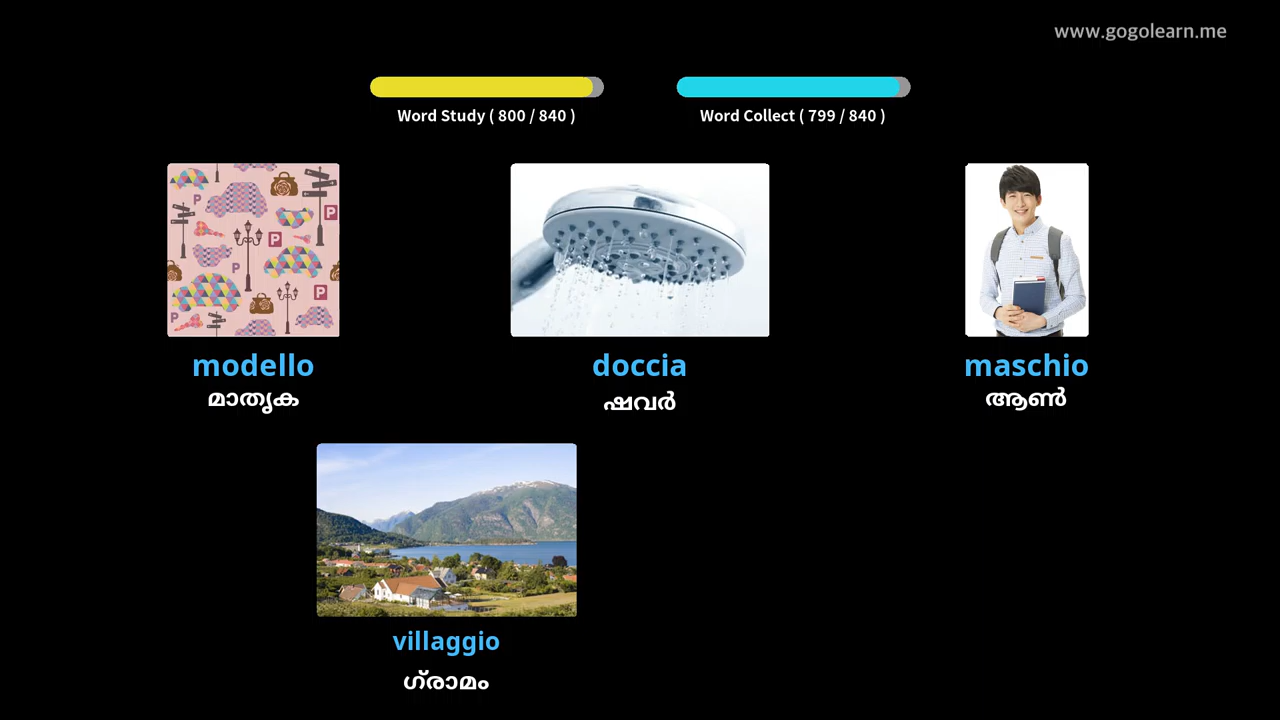 www.gogolearn.me
Word Study ( 800 / 840 )
Word Collect ( 799 / 840 )
modello
മാതൃക
doccia
ഷവർ
maschio
ആൺ
villaggio
ഗ്രാമം